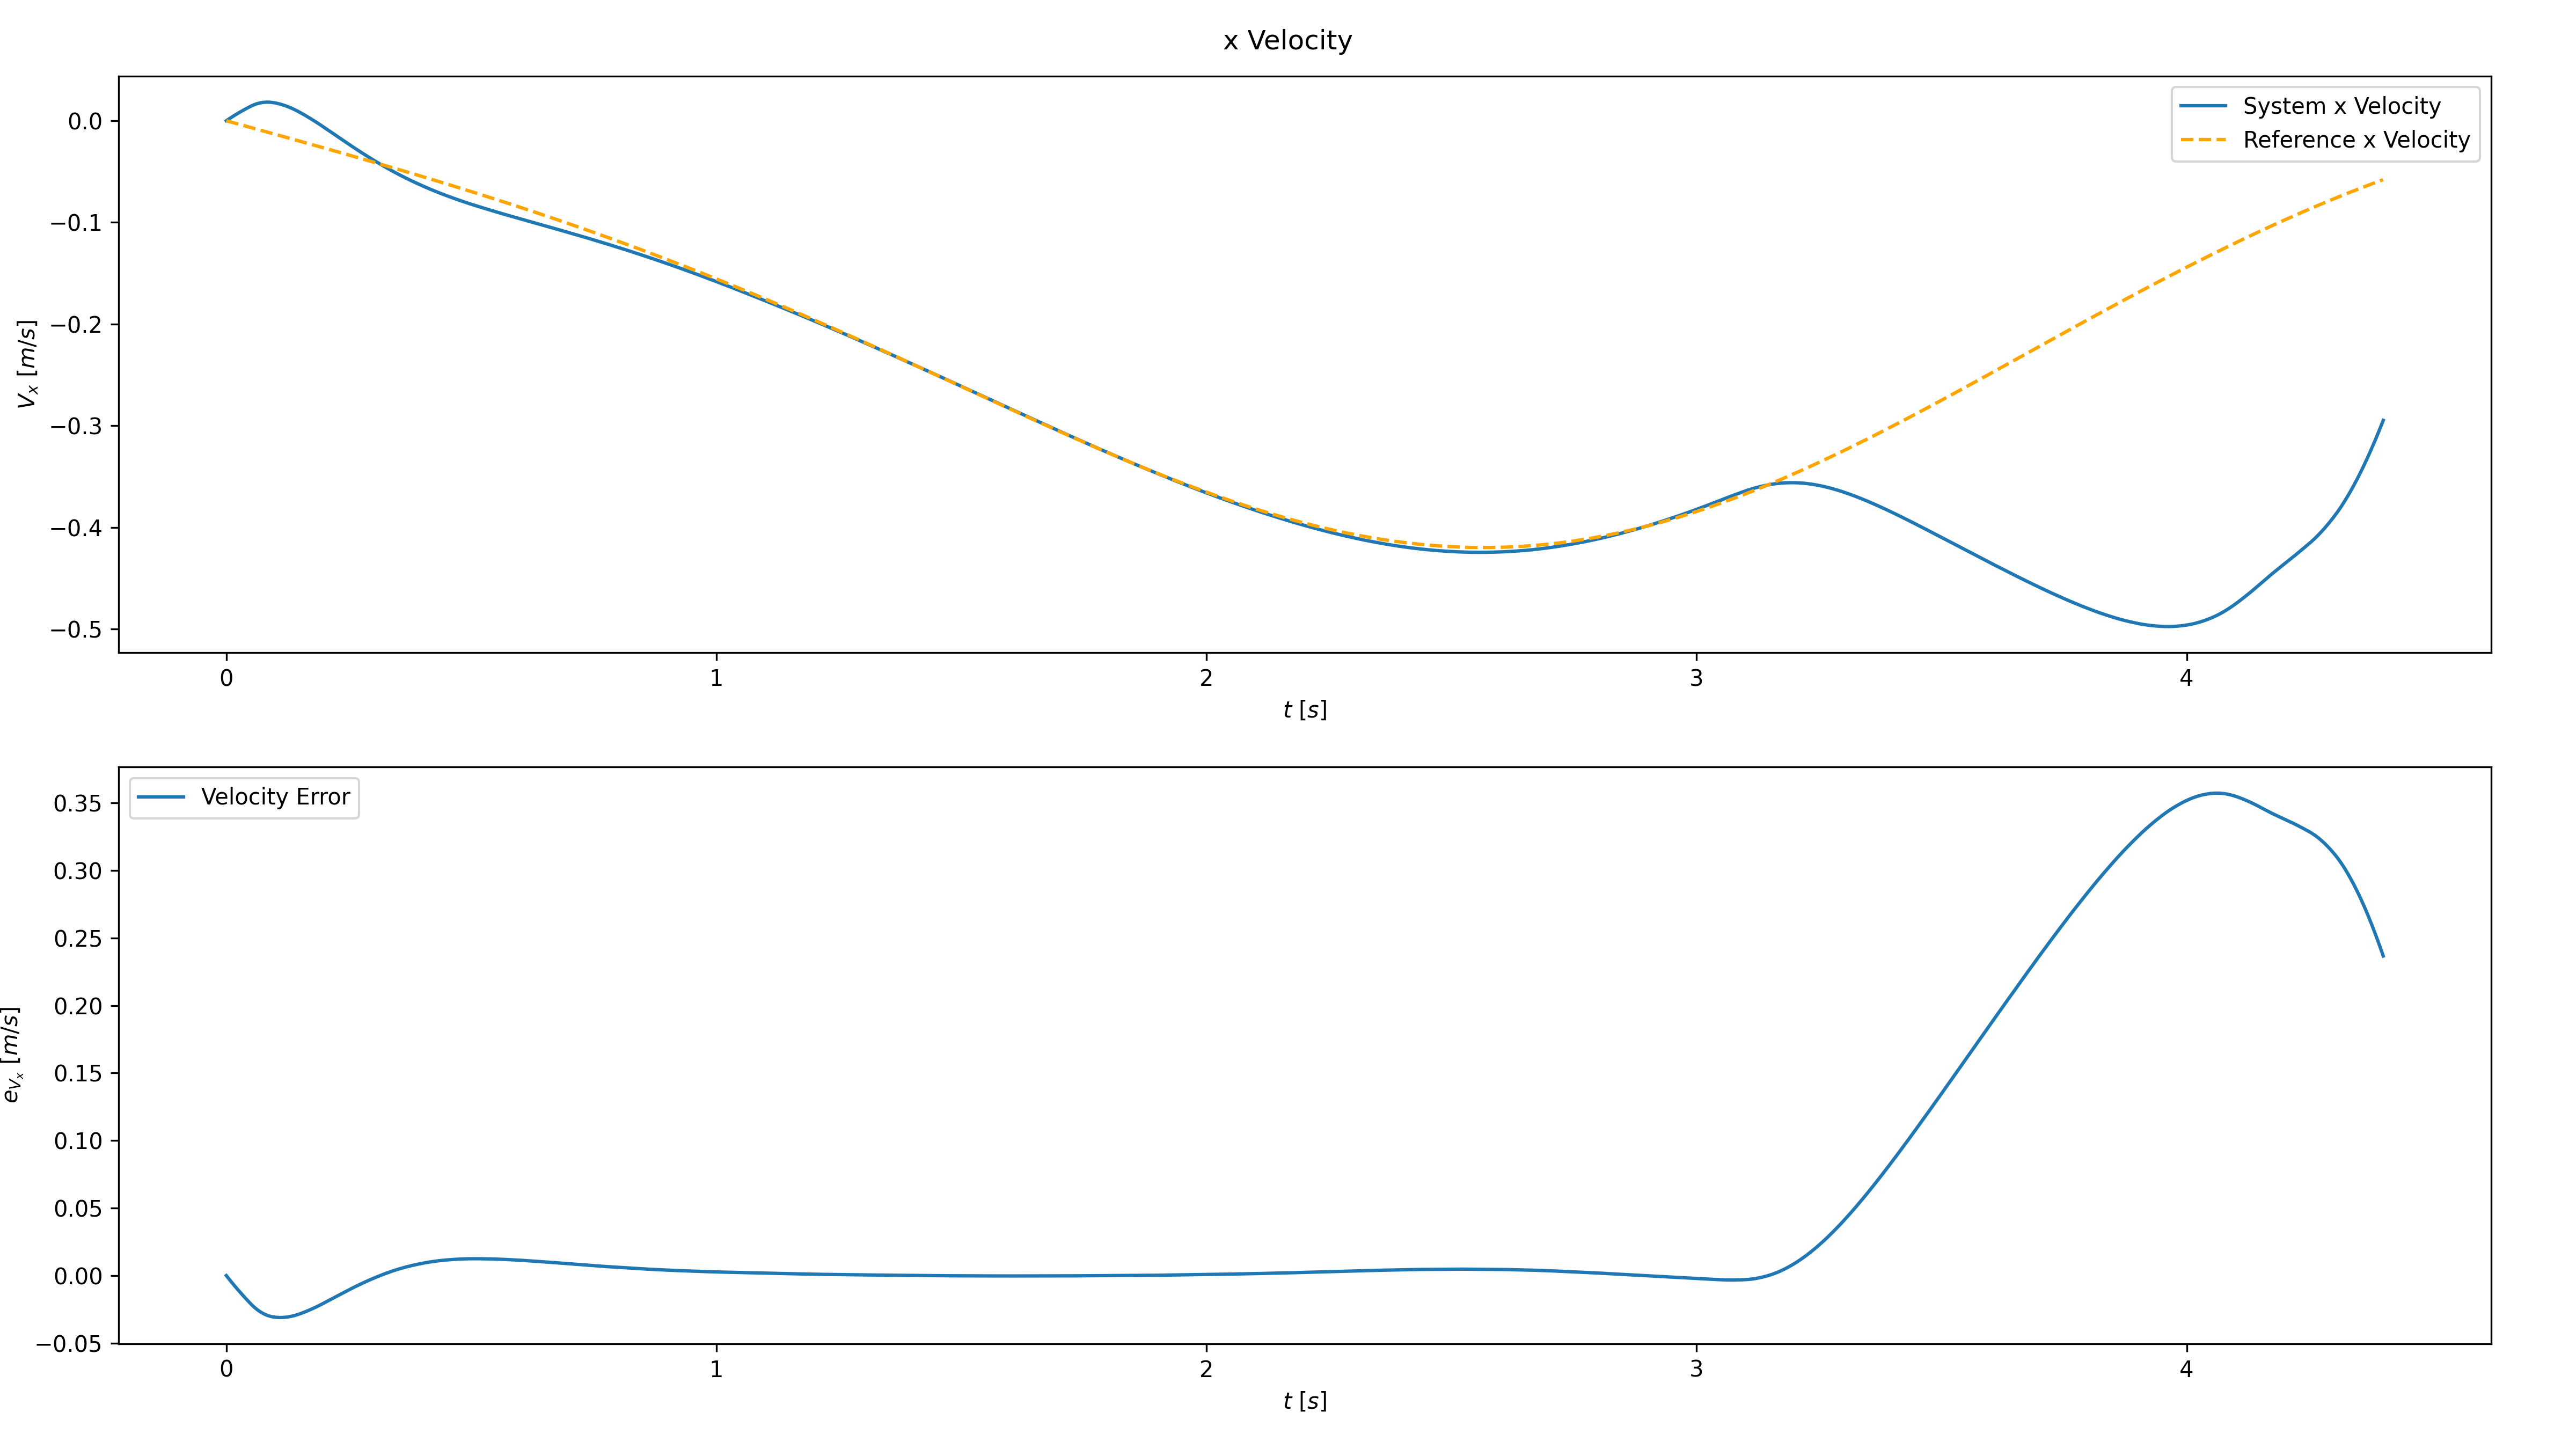 x Velocity
System x Velocity
Reference x Velocity
0.0
−0.1
−0.2
−0.3
−0.4
−0.5
V_x [m/s]
0 1 2 3 4
t [s]
Velocity Error
0.35
0.30
0.25
0.20
0.15
0.10
0.05
0.00
−0.05
e_{V_x} [m/s]
0 1 2 3 4
t [s]